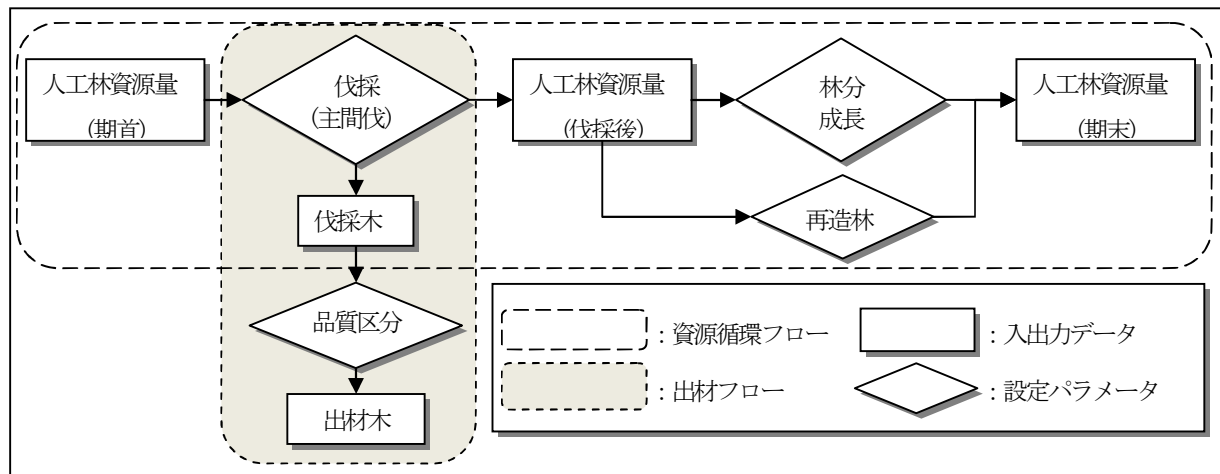 人工林資源量
(期首)
伐採
(主間伐)
人工林資源量
(伐採後)
林分
成長
人工林資源量
(期末)
伐採木
再造林
品質区分
出材木
：資源循環フロー
：入出力データ
：出材フロー
：設定パラメータ